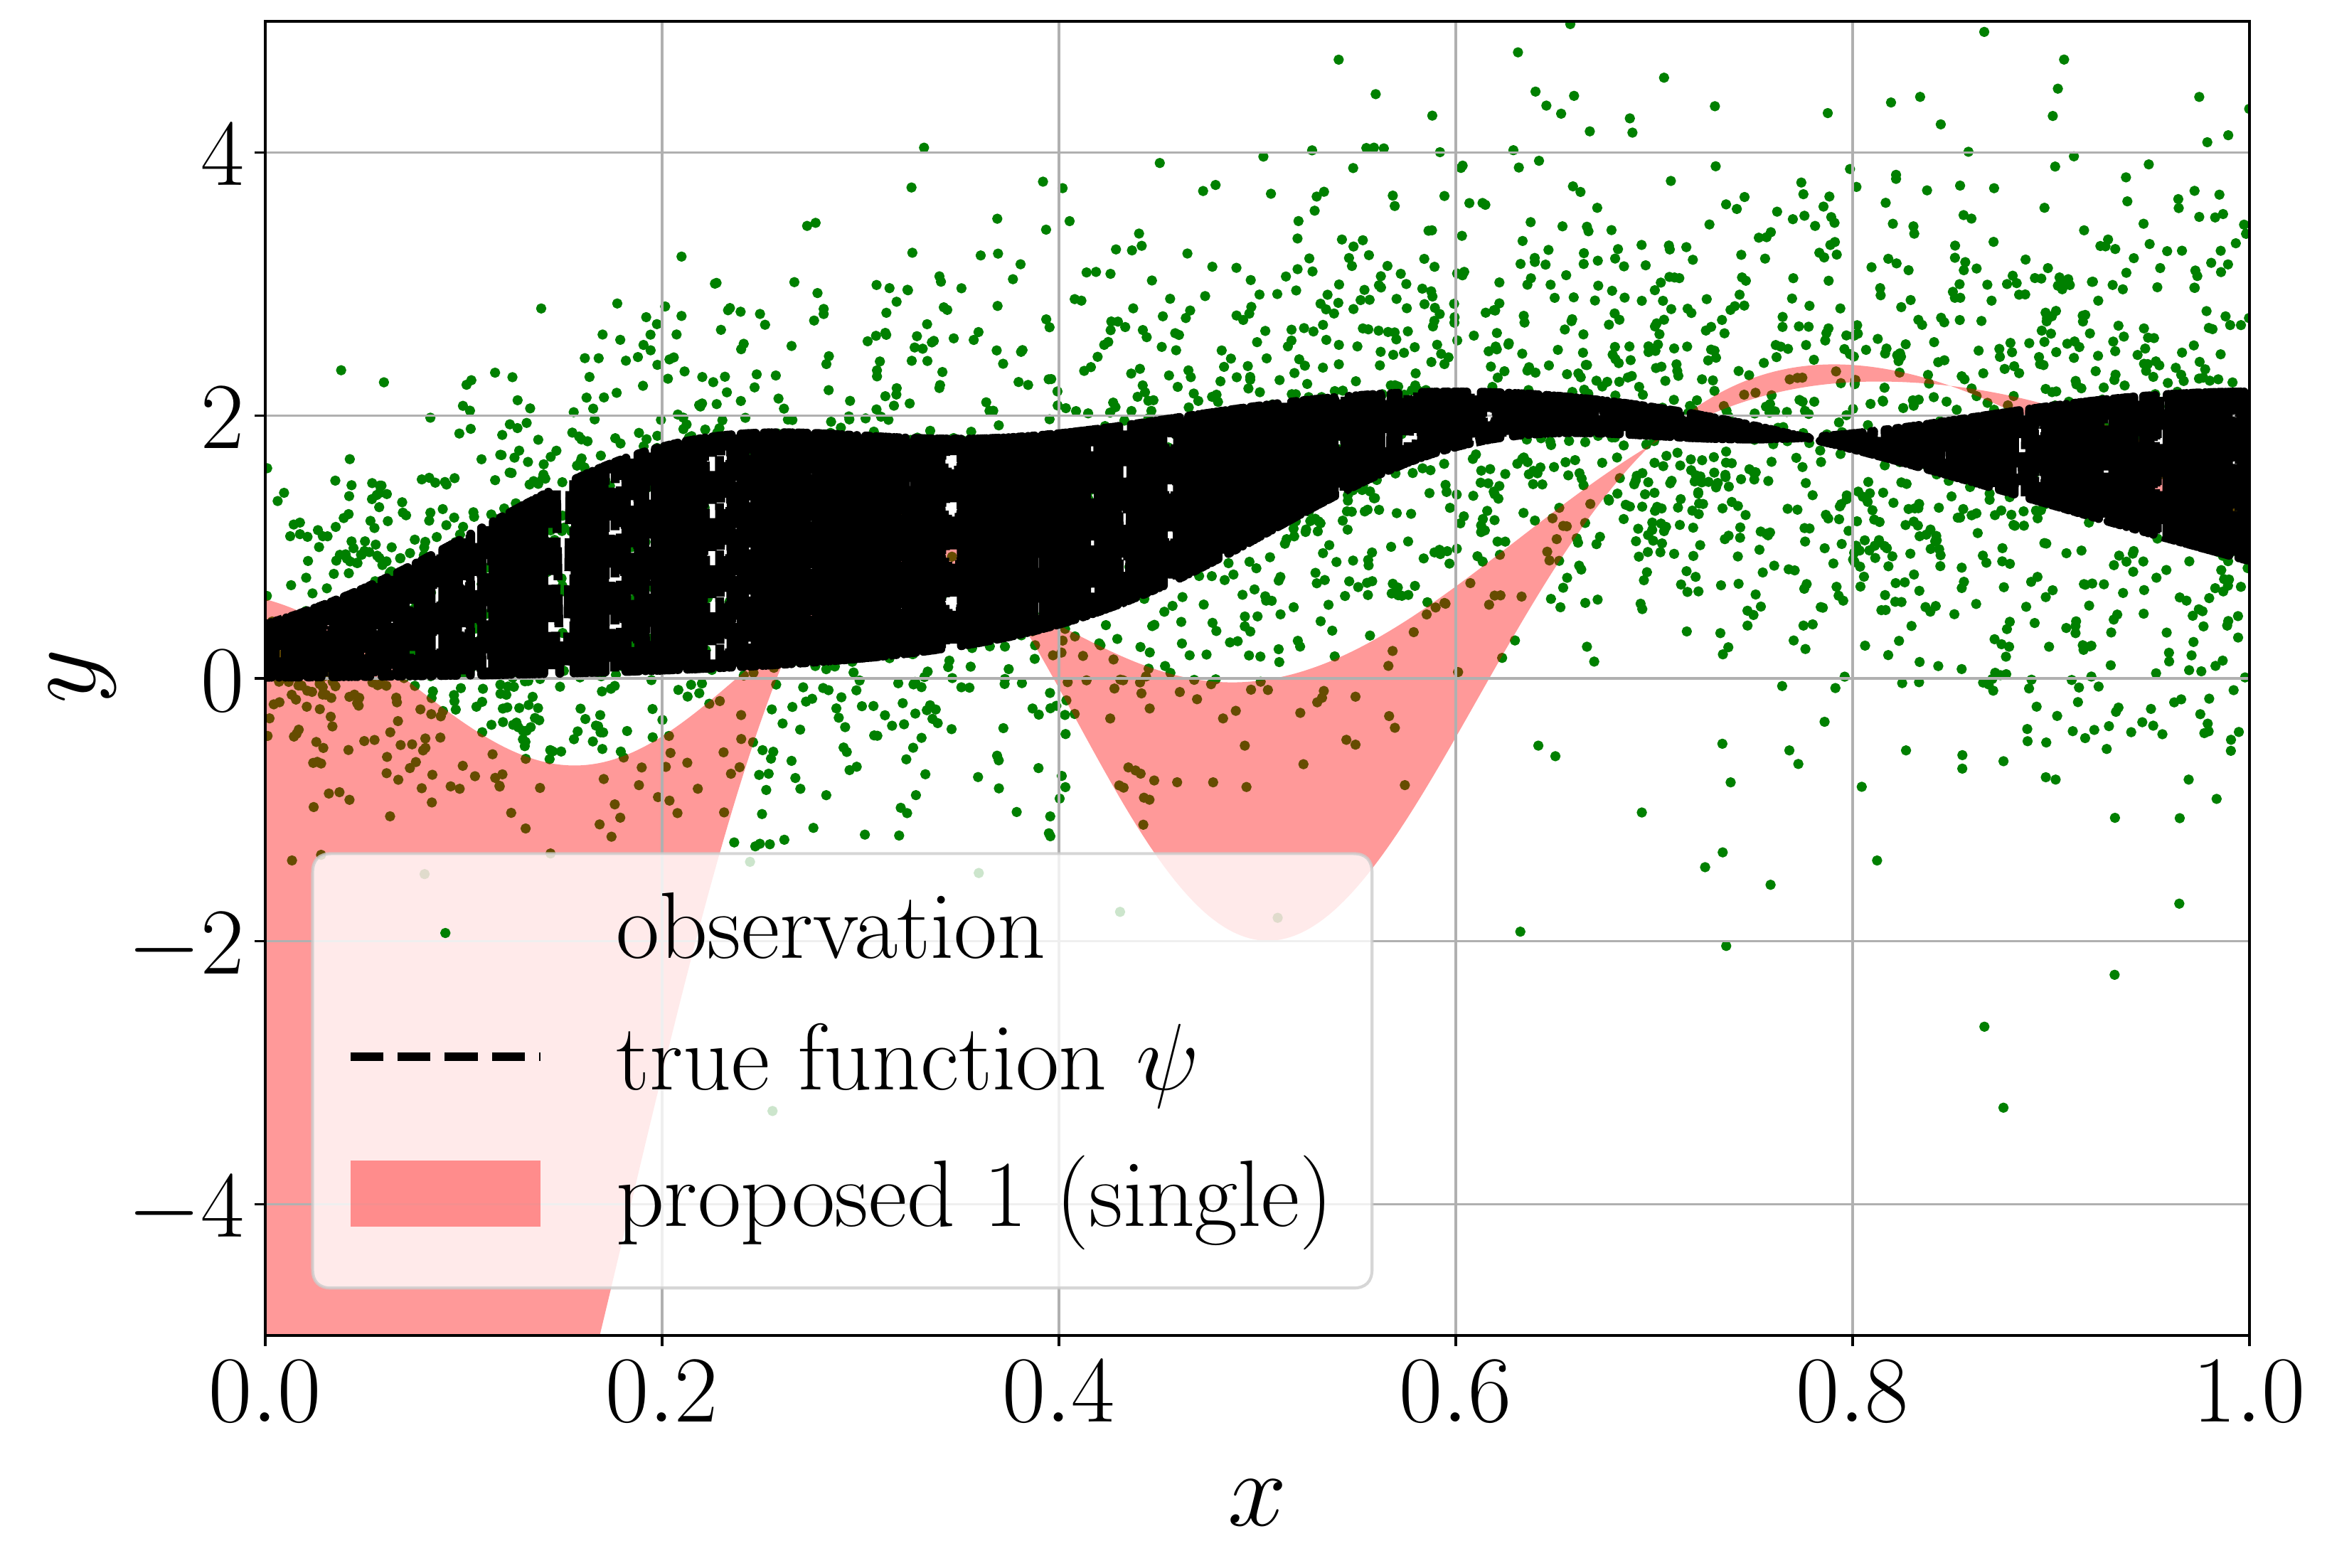 4
2
0
−2
−4
y
observation
true function ψ
proposed 1 (single)
0.0 0.2 0.4 0.6 0.8 1.0
x